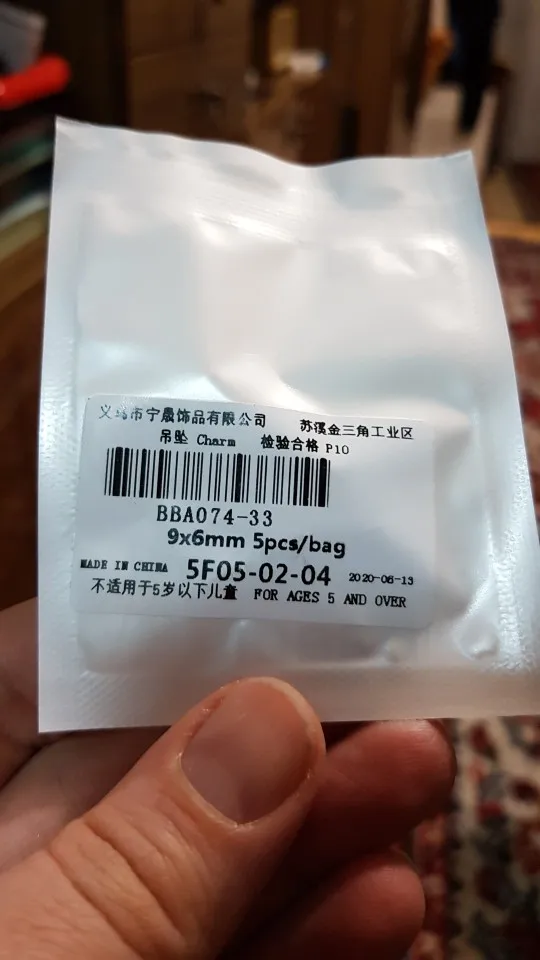 义乌市宁晟饰品有限公司 苏溪金三角工业区
吊坠 Charm 检验合格 P10
BBA074-33
9x6mm 5pcs/bag
MADE IN CHINA 5F05-02-04 2020-06-13
不适用于5岁以下儿童 FOR AGES 5 AND OVER